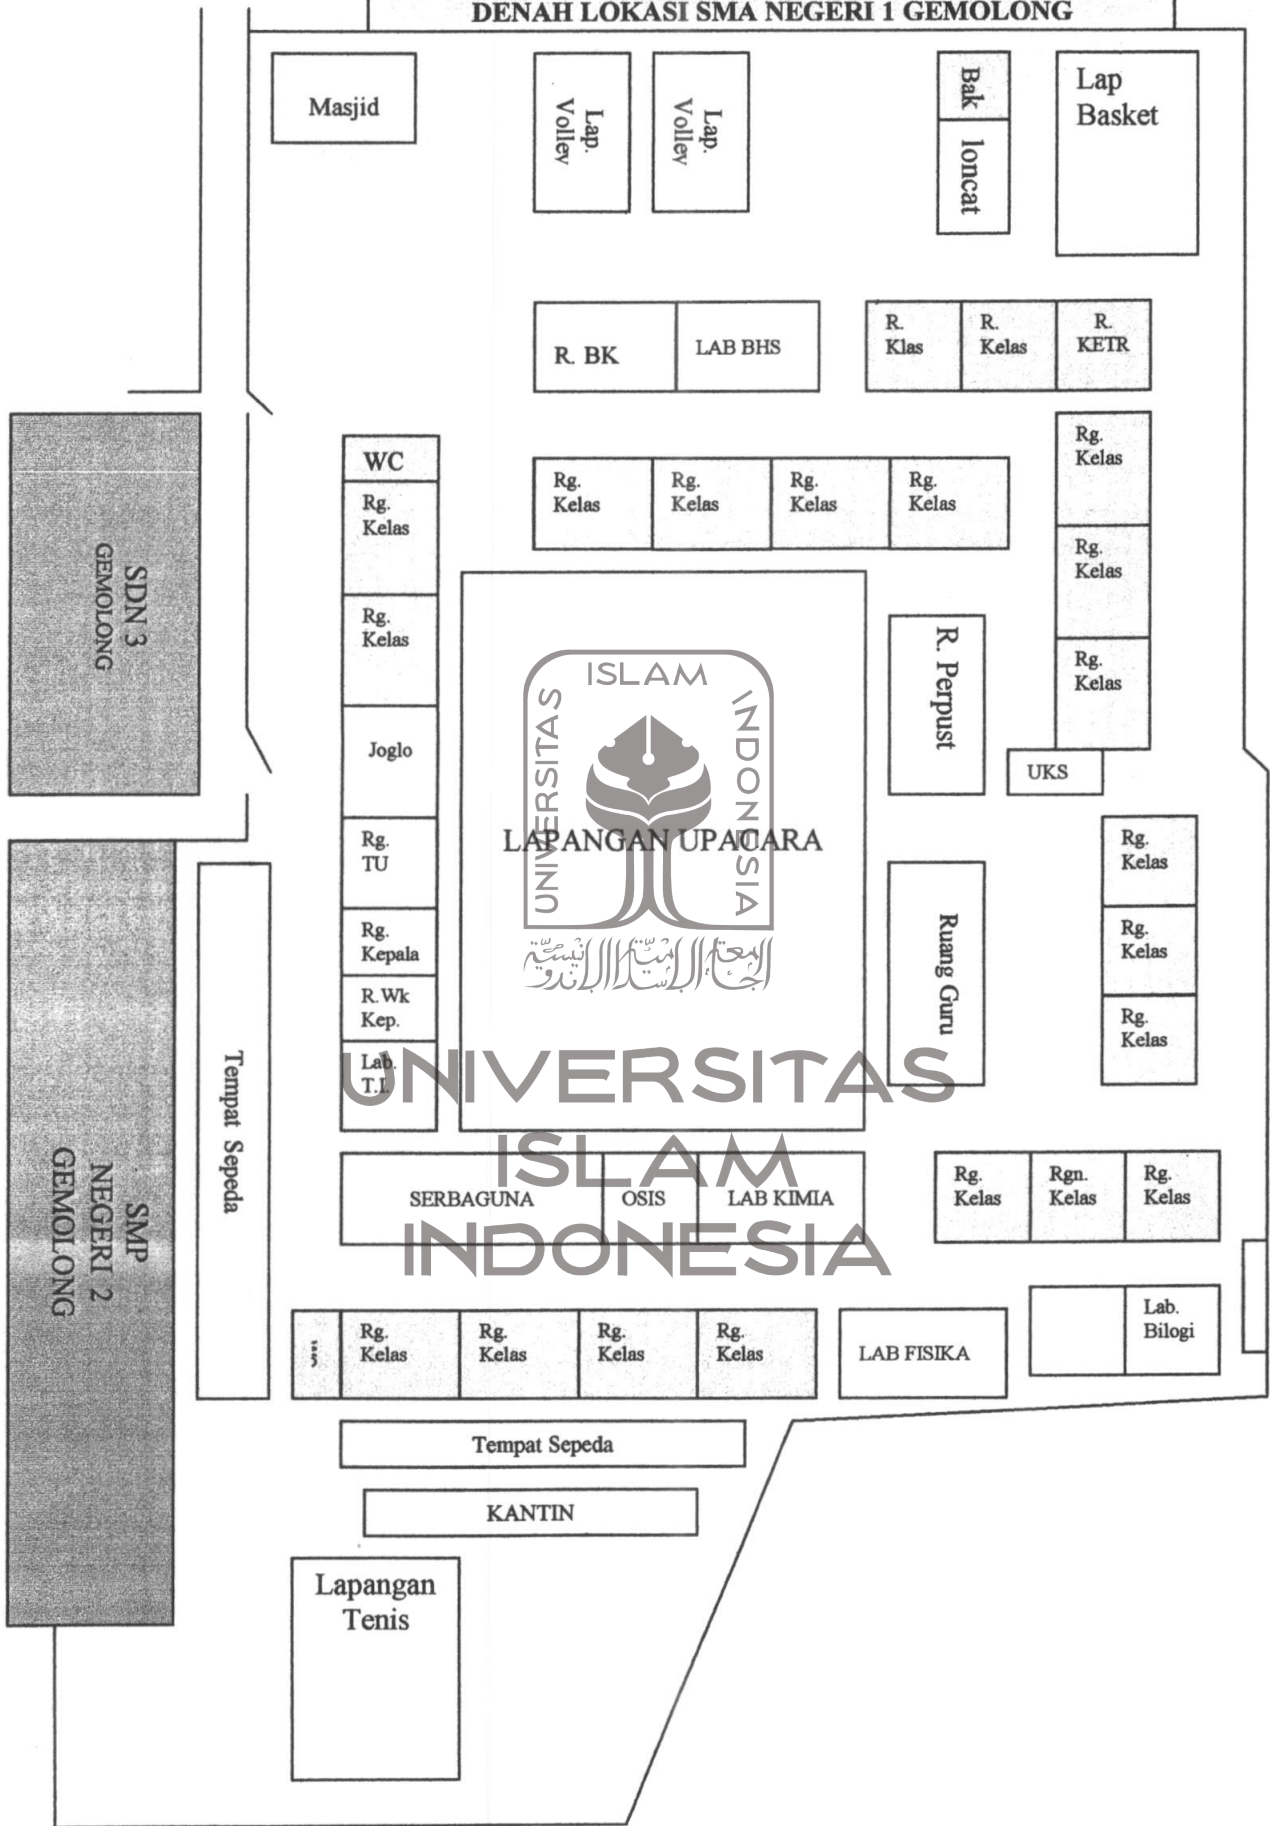 DENAH LOKASI SMA NEGERI 1 GEMOLONG
Masjid
Lap.
Volley
Lap.
Volley
Bak
loncat
Lap
Basket
R. BK
LAB BHS
R.
Klas
R.
Kelas
R.
KETR
WC
Rg.
Kelas
Rg.
Kelas
Rg.
Kelas
Rg.
Kelas
Rg.
Kelas
Rg.
Kelas
SDN 3
GEMOLONG
Rg.
Kelas
Rg.
Kelas
Rg.
Kelas
Joglo
R. Perpust
UKS
UNIVERSITAS
ISLAM
INDONESIA
LAPANGAN UPACARA
الجامعة الإسلامية الإندونيسية
Rg.
TU
Rg.
Kepala
R.Wk
Kep.
Lab.
T.I.
Ruang Guru
Rg.
Kelas
Rg.
Kelas
Rg.
Kelas
SMP
NEGERI 2
GEMOLONG
Tempat Sepeda
UNIVERSITAS
ISLAM
INDONESIA
SERBAGUNA
OSIS
LAB KIMIA
Rg.
Kelas
Rgn.
Kelas
Rg.
Kelas
Rg.
Kelas
Rg.
Kelas
Rg.
Kelas
Rg.
Kelas
LAB FISIKA
Lab.
Bilogi
Tempat Sepeda
KANTIN
Lapangan
Tenis